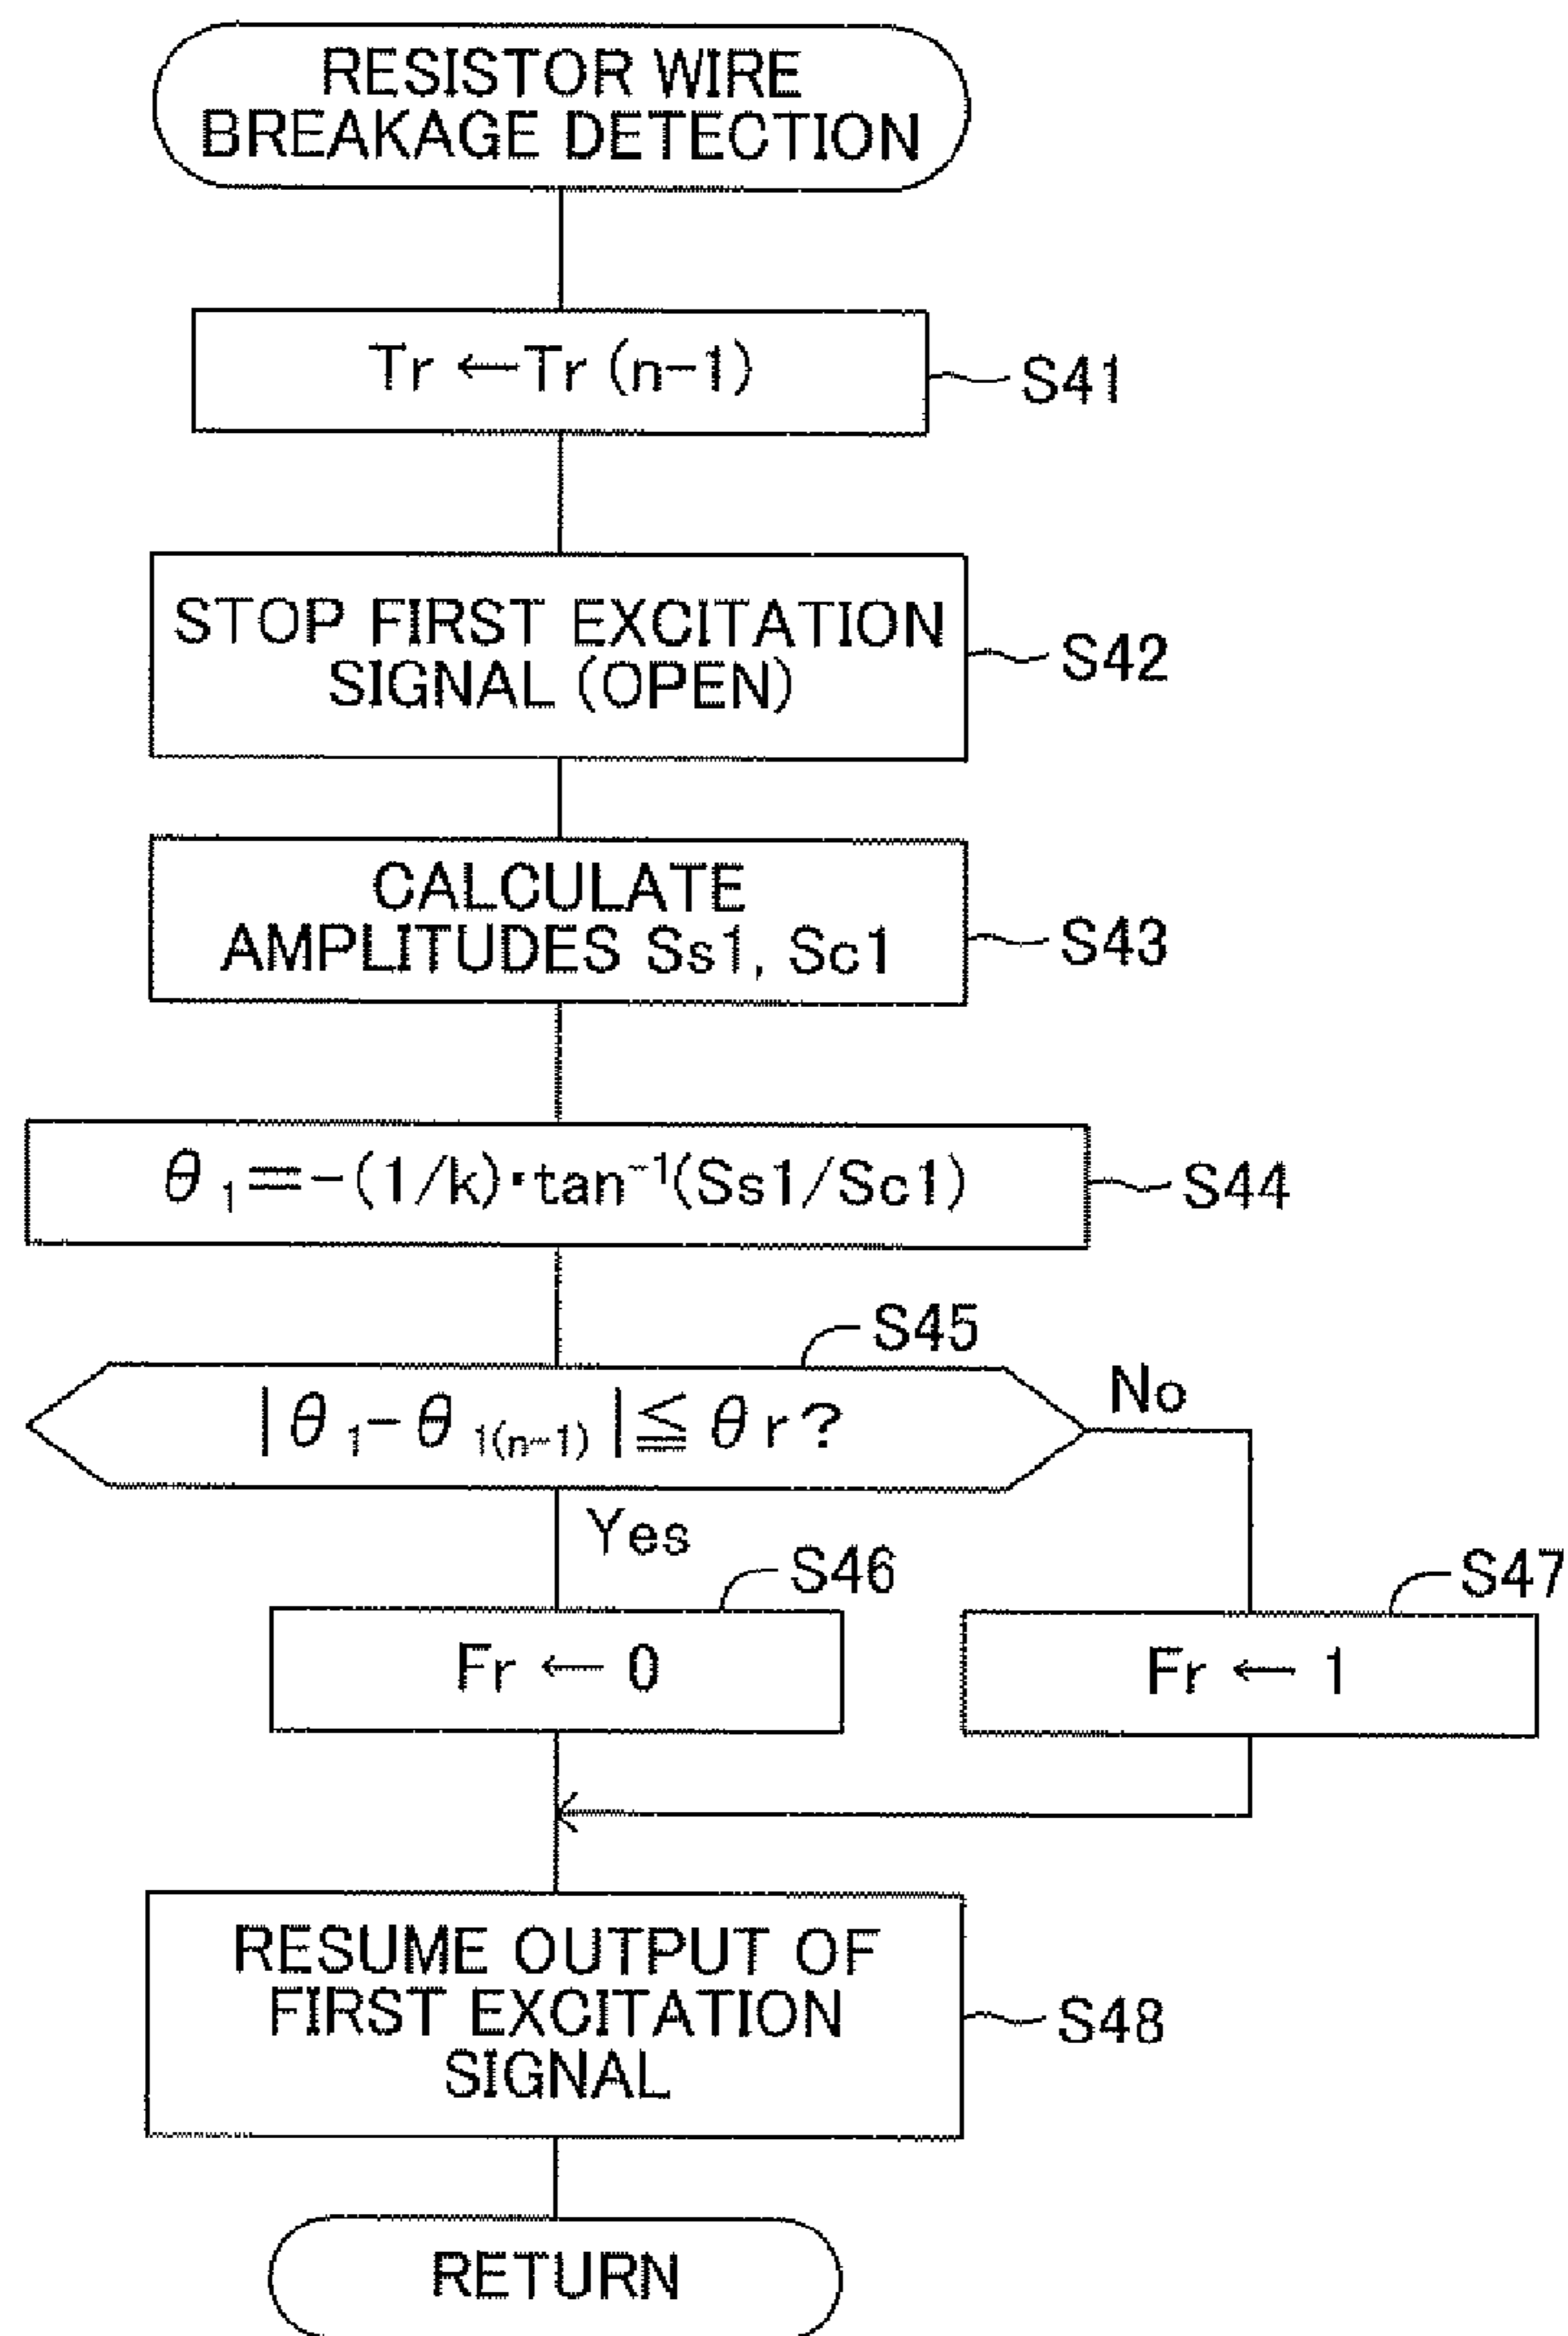 RESISTOR WIRE
BREAKAGE DETECTION
Tr ←Tr (n-1)
S41
STOP FIRST EXCITATION
SIGNAL (OPEN)
S42
CALCULATE
AMPLITUDES Ss1, Sc1
S43
θ₁=-(1/k)·tan⁻¹(Ss1/Sc1)
S44
S45
|θ₁-θ₁₍ₙ₋₁₎|≦θr?
No
Yes
S46
S47
Fr ← 0
Fr ← 1
RESUME OUTPUT OF
FIRST EXCITATION
SIGNAL
S48
RETURN